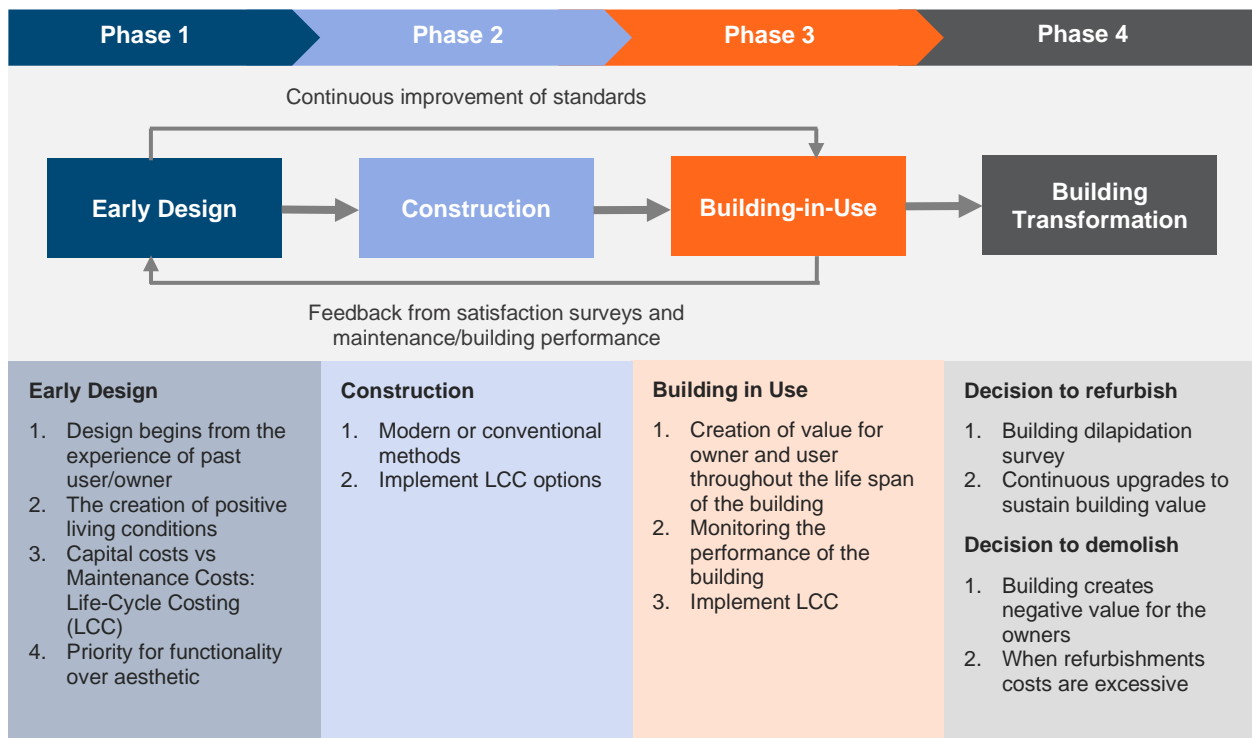 Phase 1
Phase 2
Phase 3
Phase 4
Continuous improvement of standards
Early Design
Construction
Building-in-Use
Building
Transformation
Feedback from satisfaction surveys and
maintenance/building performance
Early Design
1. Design begins from the
experience of past
user/owner
2. The creation of positive
living conditions
3. Capital costs vs
Maintenance Costs:
Life-Cycle Costing
(LCC)
4. Priority for functionality
over aesthetic
Construction
1. Modern or conventional
methods
2. Implement LCC options
Building in Use
1. Creation of value for
owner and user
throughout the life span
of the building
2. Monitoring the
performance of the
building
3. Implement LCC
Decision to refurbish
1. Building dilapidation
survey
2. Continuous upgrades to
sustain building value
Decision to demolish
1. Building creates
negative value for the
owners
2. When refurbishments
costs are excessive